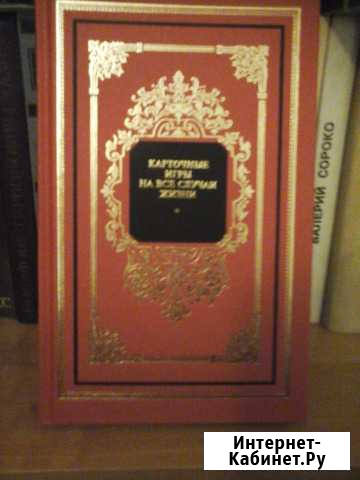 КАРТОЧНЫЕ
ИГРЫ
НА ВСЕ СЛУЧАИ
ЖИЗНИ
ВАЛЕРИЙ СОРОКО
Интернет-
Кабинет.Ру